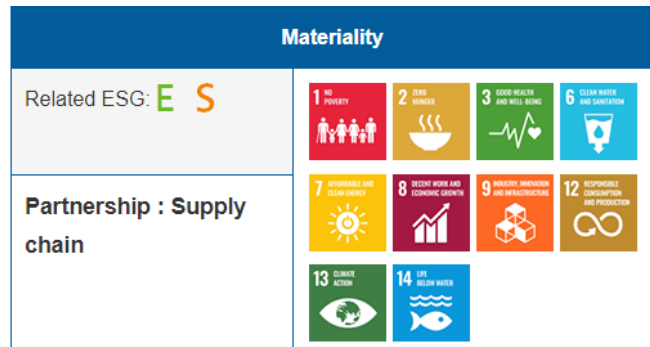 Materiality
Related ESG: E S
Partnership : Supply
chain
1 NO
POVERTY
2 ZERO
HUNGER
3 GOOD HEALTH
AND WELL-BEING
6 CLEAN WATER
AND SANITATION
7 AFFORDABLE AND
CLEAN ENERGY
8 DECENT WORK AND
ECONOMIC GROWTH
9 INDUSTRY, INNOVATION
AND INFRASTRUCTURE
12 RESPONSIBLE
CONSUMPTION
AND PRODUCTION
13 CLIMATE
ACTION
14 LIFE
BELOW WATER